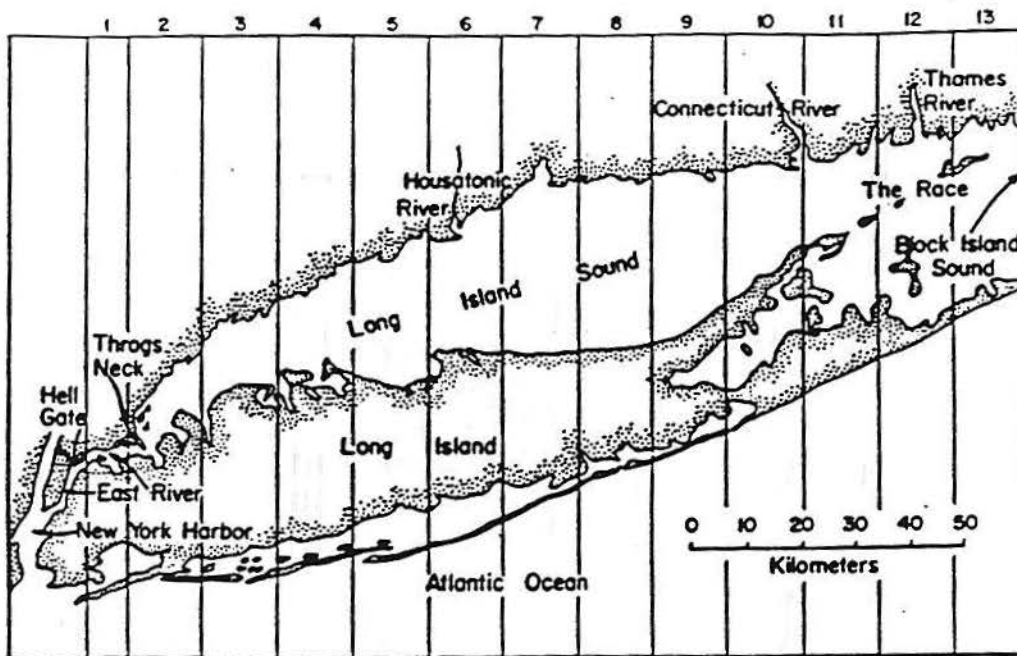 1 2 3 4 5 6 7 8 9 10 11 12 13
Thames
River
Connecticut River
Housatonic
River
The Race
Block Island
Sound
Long Island Sound
Throgs
Neck
Hell
Gate
Long Island
East River
New York Harbor
0 10 20 30 40 50
Kilometers
Atlantic Ocean